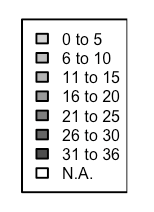 0 to 5
6 to 10
11 to 15
16 to 20
21 to 25
26 to 30
31 to 36
N.A.